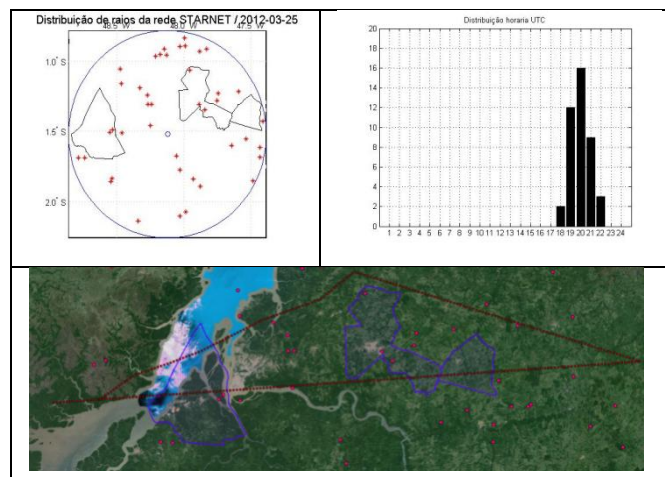 Distribuição de raios da rede STARNET / 2012-03-25
48.5° W 48.0° W 47.5° W
1.0° S
1.5° S
2.0° S
Distribuição horaria UTC
20
18
16
14
12
10
8
6
4
2
0
1 2 3 4 5 6 7 8 9 10 11 12 13 14 15 16 17 18 19 20 21 22 23 24